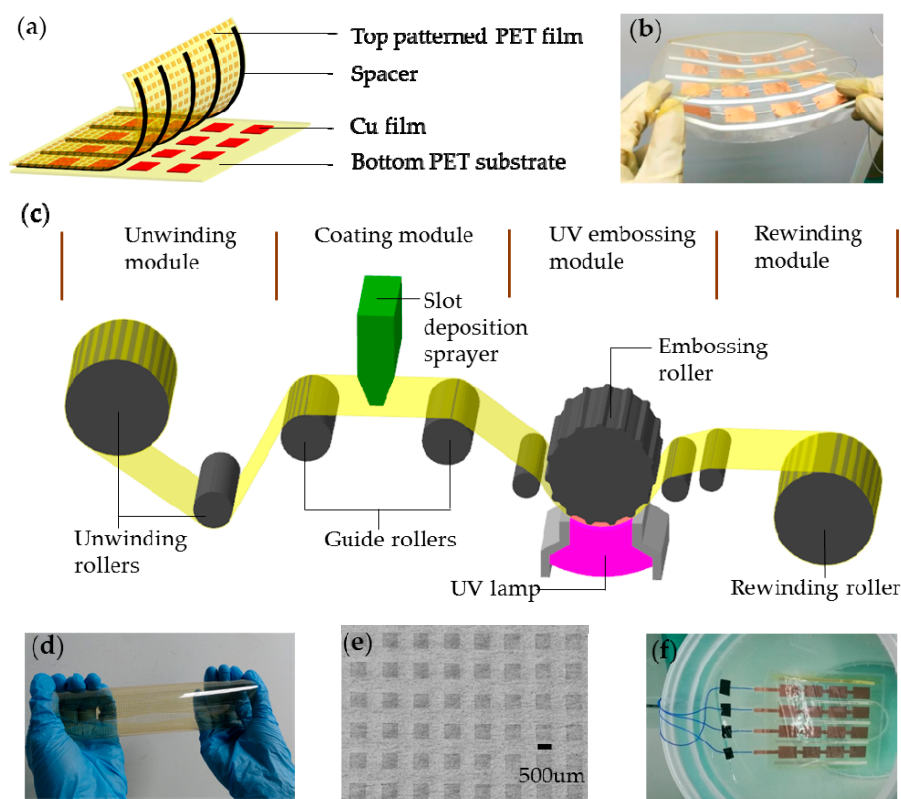 (a)
Top patterned PET film
Spacer
Cu film
Bottom PET substrate
(b)
(c)
Unwinding
module
Coating module
UV embossing
module
Rewinding
module
Slot
deposition
sprayer
Embossing
roller
Unwinding
rollers
Guide rollers
UV lamp
Rewinding roller
(d)
(e)
500um
(f)